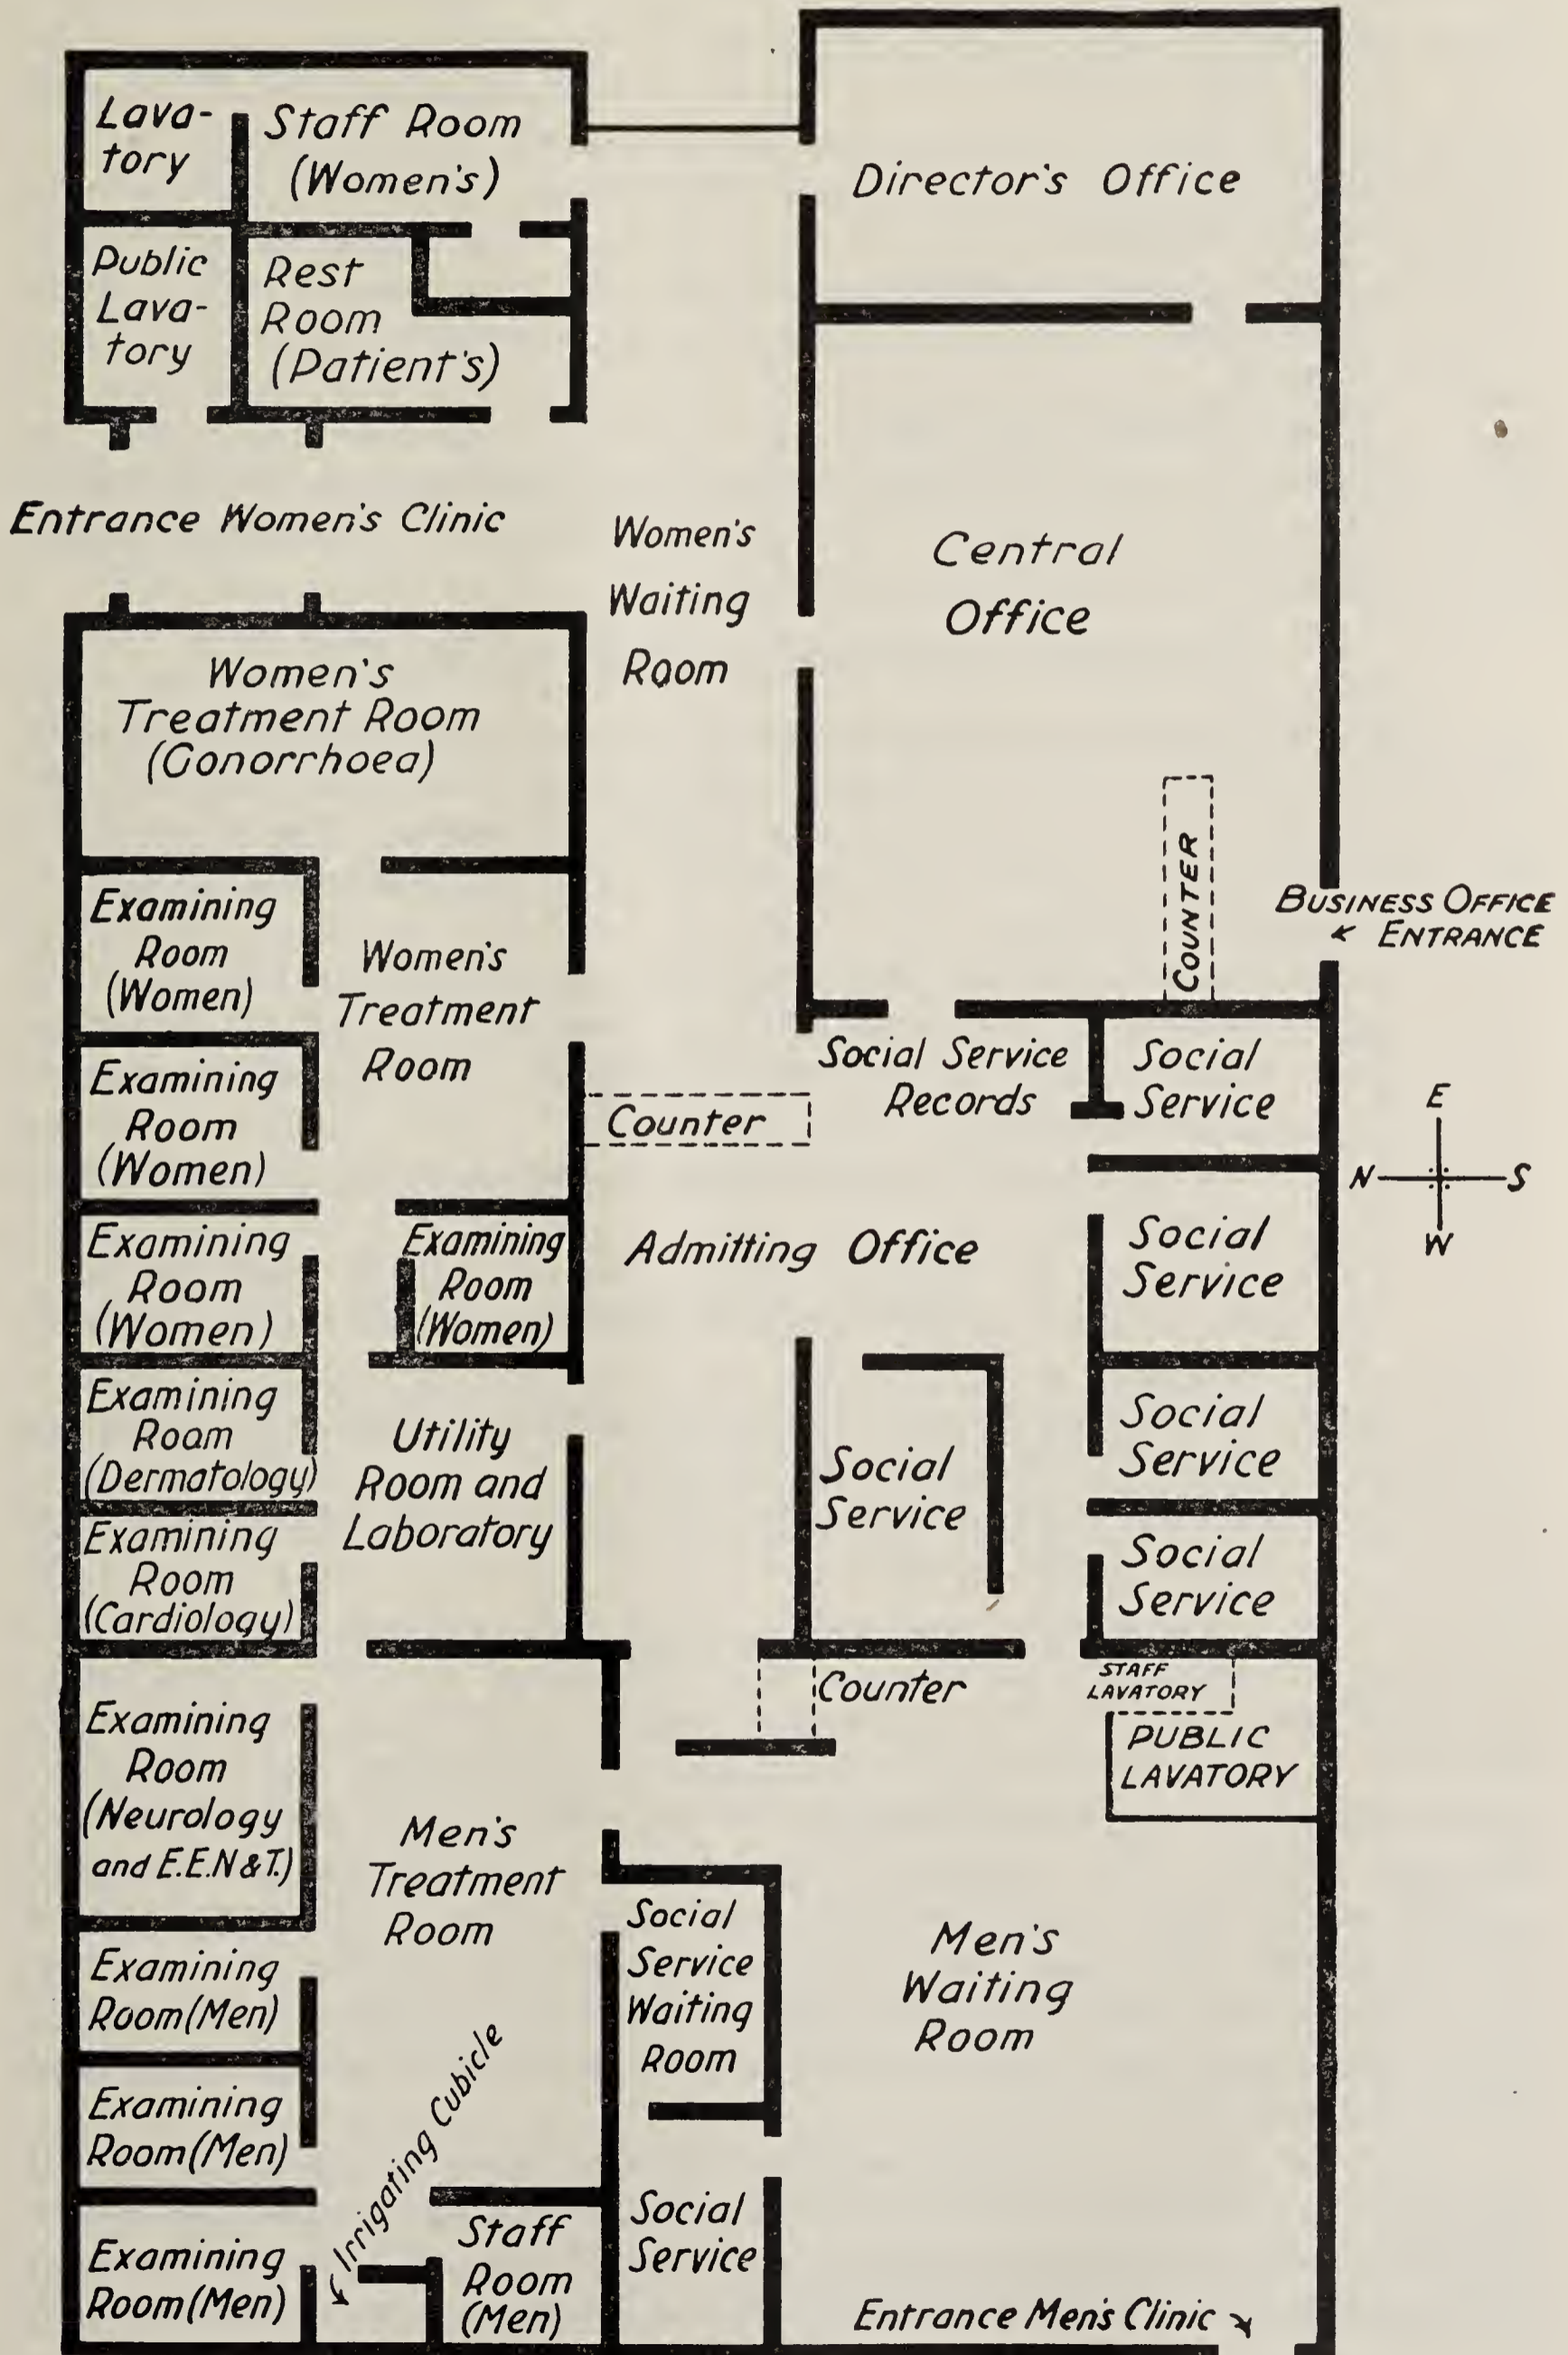 Lava-
tory
Staff Room
(Women's)
Director's Office
Public
Lava-
tory
Rest
Room
(Patient's)
Entrance Women's Clinic
Women's
Waiting
Room
Central
Office
Women's
Treatment Room
(Gonorrhoea)
COUNTER
BUSINESS OFFICE
ENTRANCE
Examining
Room
(Women)
Women's
Treatment
Room
Examining
Room
(Women)
Counter
Social Service
Records
Social
Service
E
N
S
W
Examining
Room
(Women)
Examining
Room
(Women)
Admitting Office
Social
Service
Examining
Room
(Dermatology)
Utility
Room and
Laboratory
Social
Service
Social
Service
Examining
Room
(Cardiology)
Social
Service
Counter
STAFF
LAVATORY
PUBLIC
LAVATORY
Examining
Room
(Neurology
and E.E.N & T.)
Men's
Treatment
Room
Social
Service
Waiting
Room
Men's
Waiting
Room
Examining
Room (Men)
Examining
Room (Men)
Irrigating Cubicle
Examining
Room (Men)
Staff
Room
(Men)
Social
Service
Entrance Men's Clinic